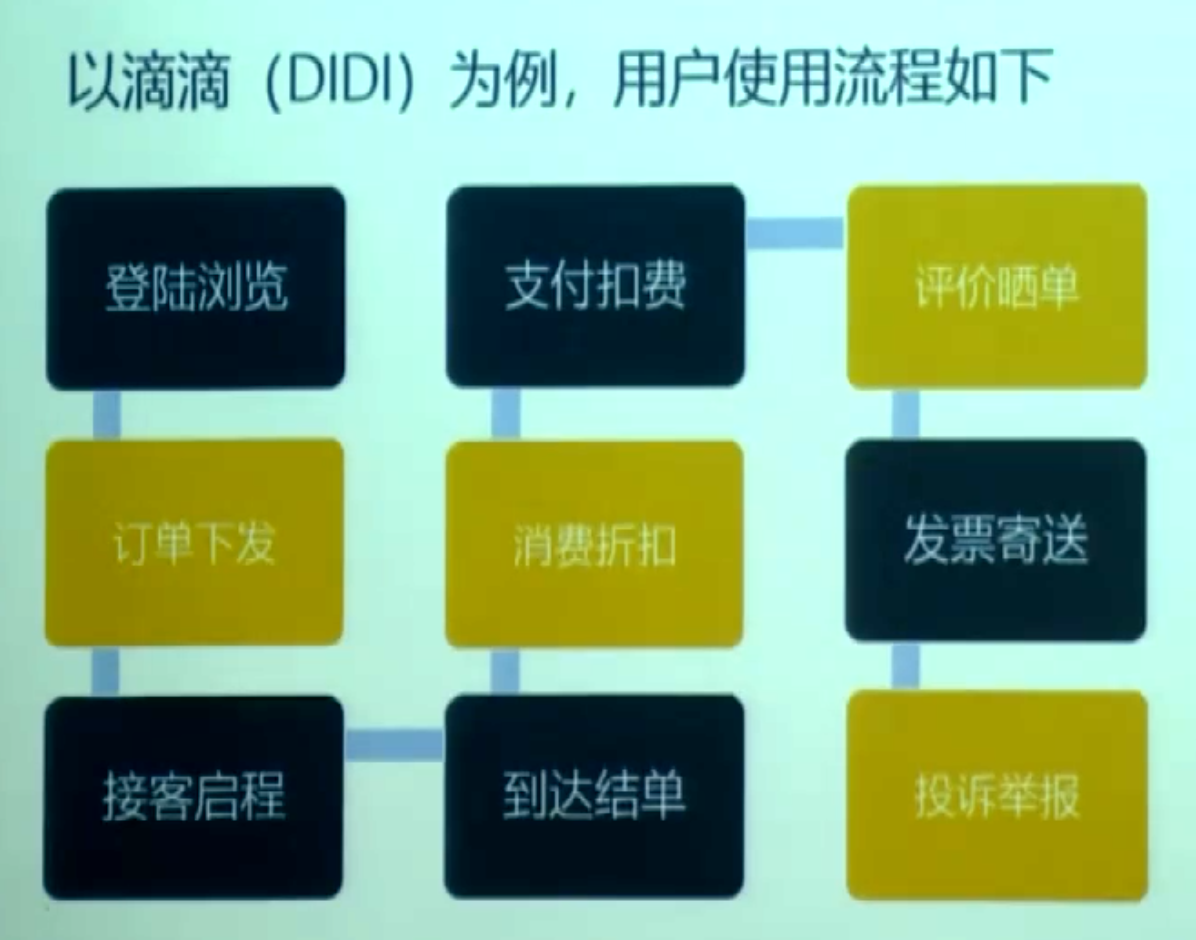 以滴滴（DIDI）为例，用户使用流程如下
登陆浏览
订单下发
接客启程
到达结单
消费折扣
支付扣费
评价晒单
发票寄送
投诉举报